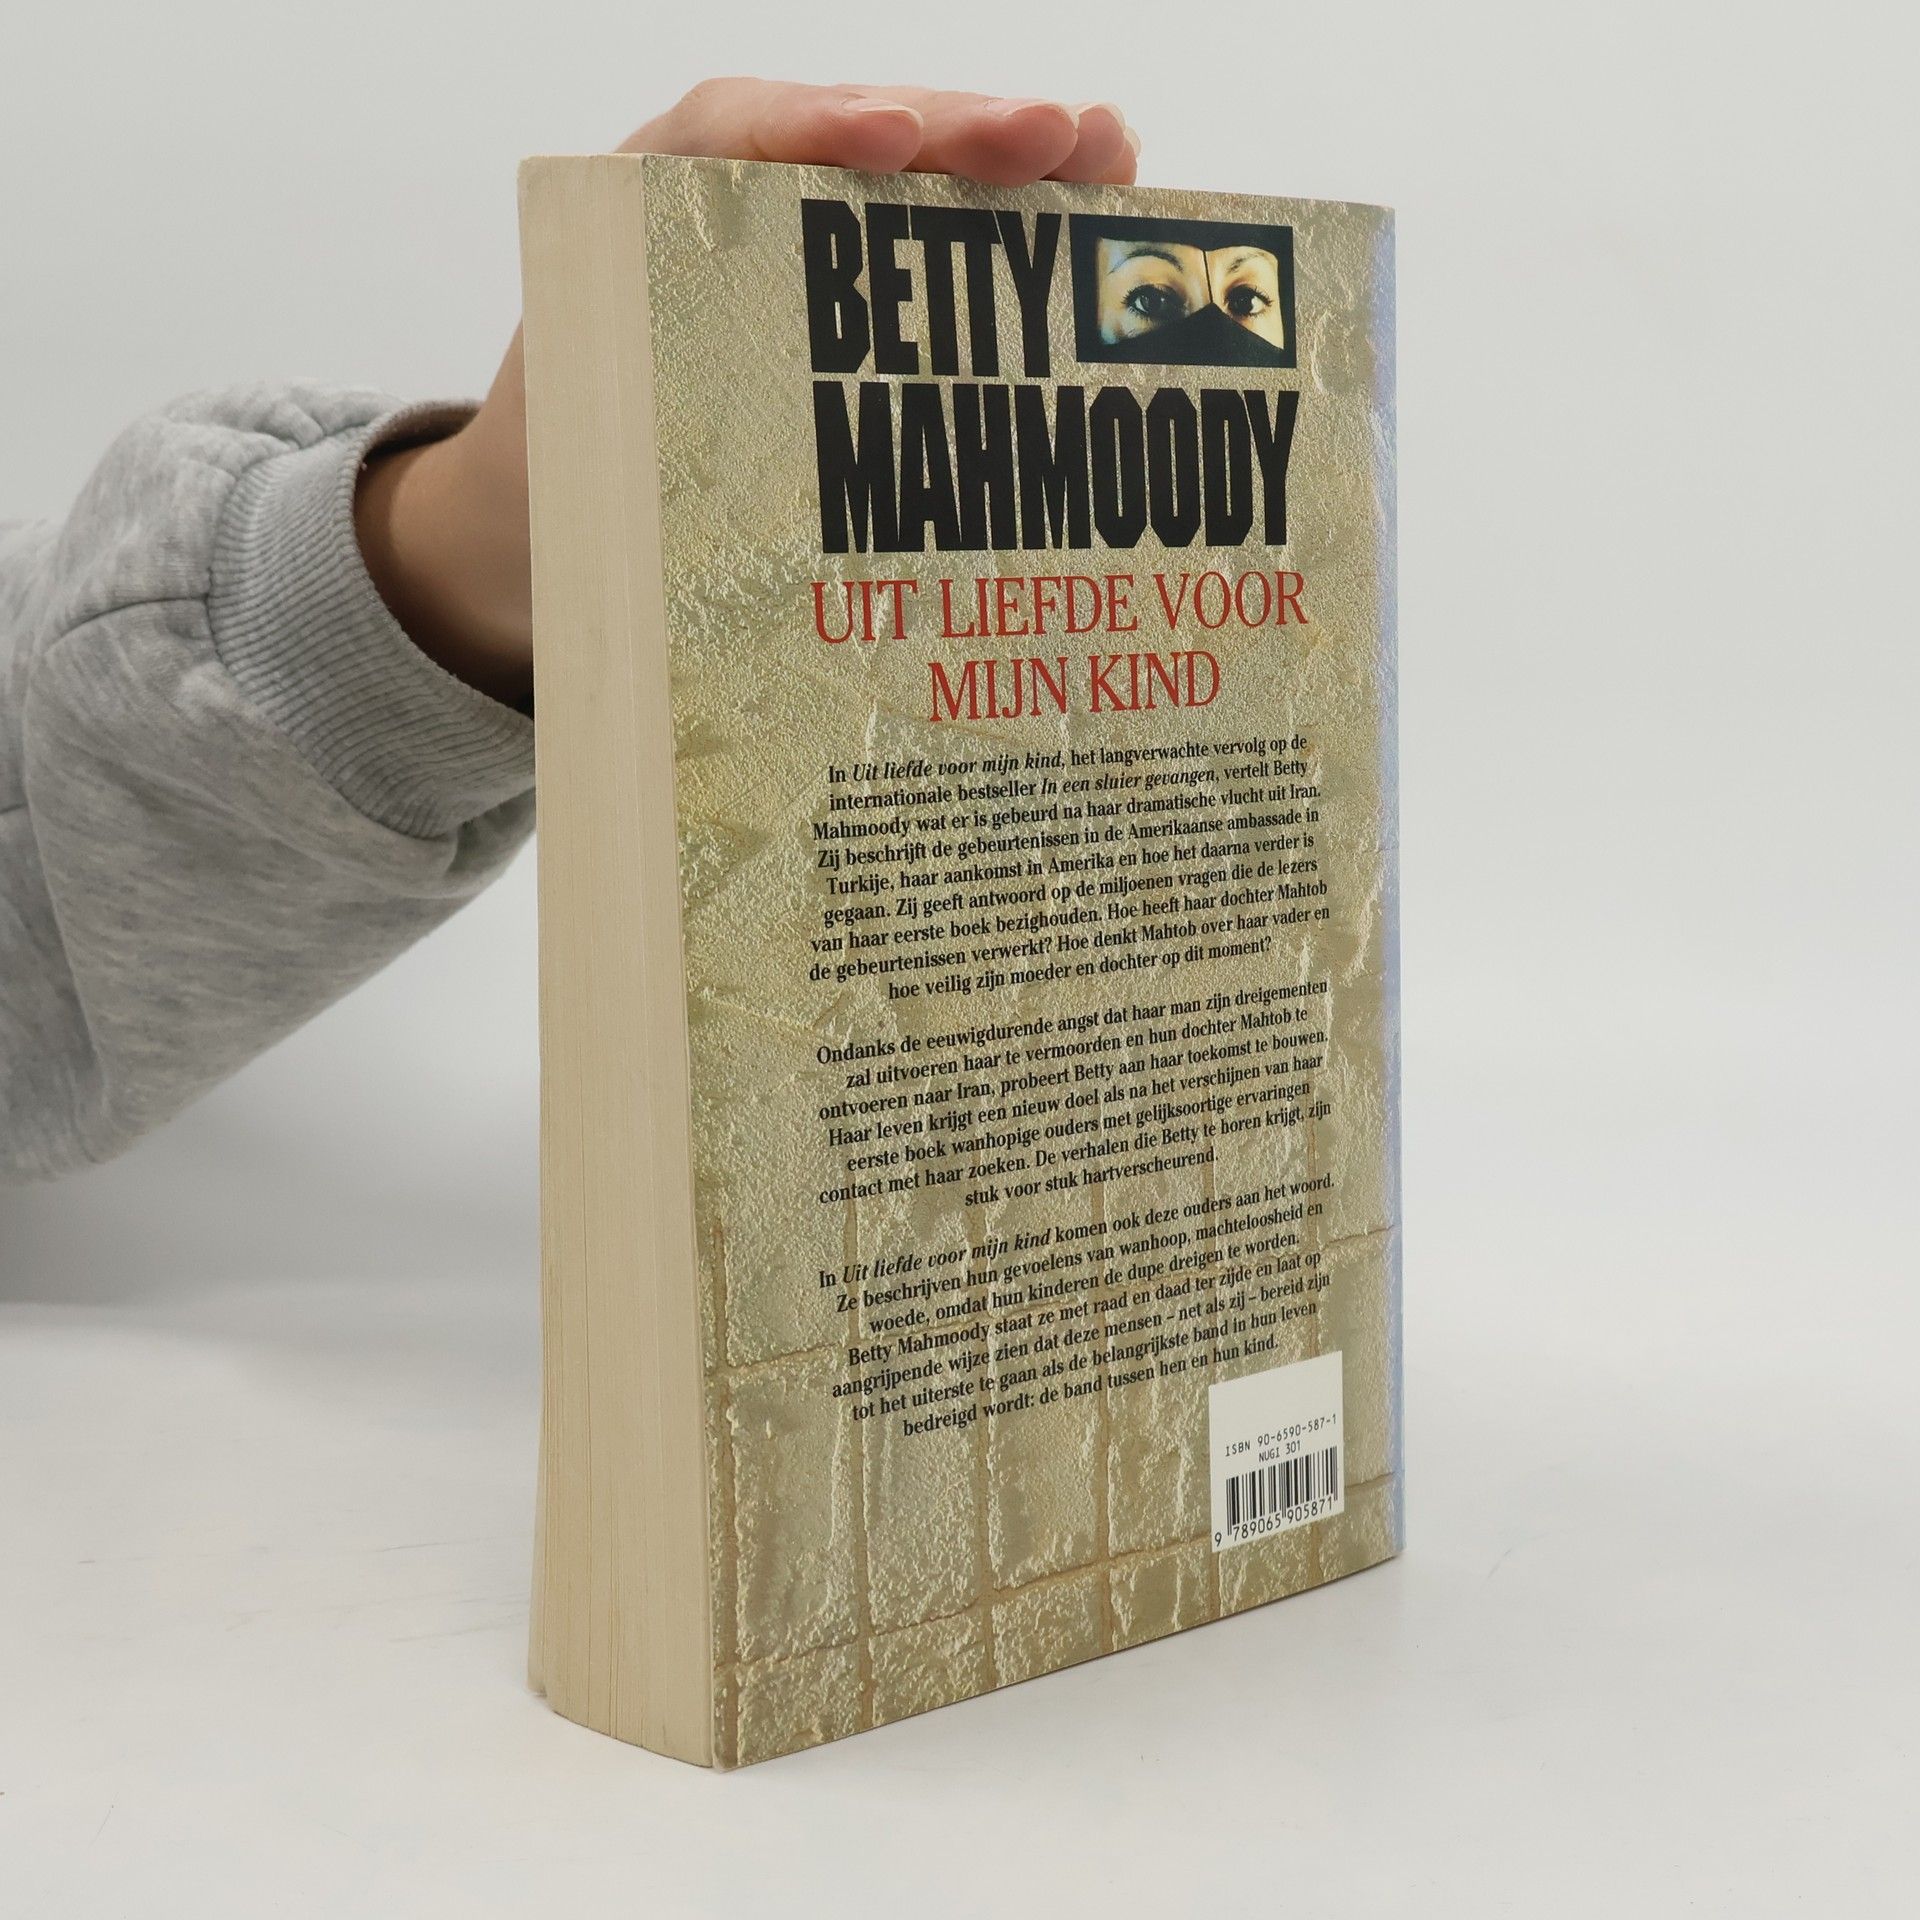 BETTY
MAHMOODY
UIT LIEFDE VOOR
MIJN KIND
In Uit liefde voor mijn kind, het langverwachte vervolg op de
internationale bestseller In een sluier gevangen, vertelt Betty
Mahmoody wat er is gebeurd na haar dramatische vlucht uit Iran.
Zij beschrijft de gebeurtenissen in de Amerikaanse ambassade in
Turkije, haar aankomst in Amerika en hoe het daarna verder is
gegaan. Zij geeft antwoord op de miljoenen vragen die de lezers
van haar eerste boek bezighouden. Hoe heeft haar dochter Mahtob
de gebeurtenissen verwerkt? Hoe denkt Mahtob over haar vader en
hoe veilig zijn moeder en dochter op dit moment?
Ondanks de eeuwigdurende angst dat haar man zijn dreigementen
zal uitvoeren haar te vermoorden en hun dochter Mahtob te
ontvoeren naar Iran, probeert Betty aan haar toekomst te bouwen.
Haar leven krijgt een nieuw doel als na het verschijnen van haar
eerste boek wanhopige ouders met gelijksoortige ervaringen
contact met haar zoeken. De verhalen die Betty te horen krijgt, zijn
stuk voor stuk hartverscheurend.
In Uit liefde voor mijn kind komen ook deze ouders aan het woord.
Ze beschrijven hun gevoelens van wanhoop, machteloosheid en
woede, omdat hun kinderen de dupe dreigen te worden.
Betty Mahmoody staat ze met raad en daad ter zijde en laat op
aangrijpende wijze zien dat deze mensen – net als zij – bereid zijn
tot het uiterste te gaan als de belangrijkste band in hun leven
bedreigd wordt: de band tussen hen en hun kind.
ISBN 90-6590-587-1
NUGI 301
9 789065 905871